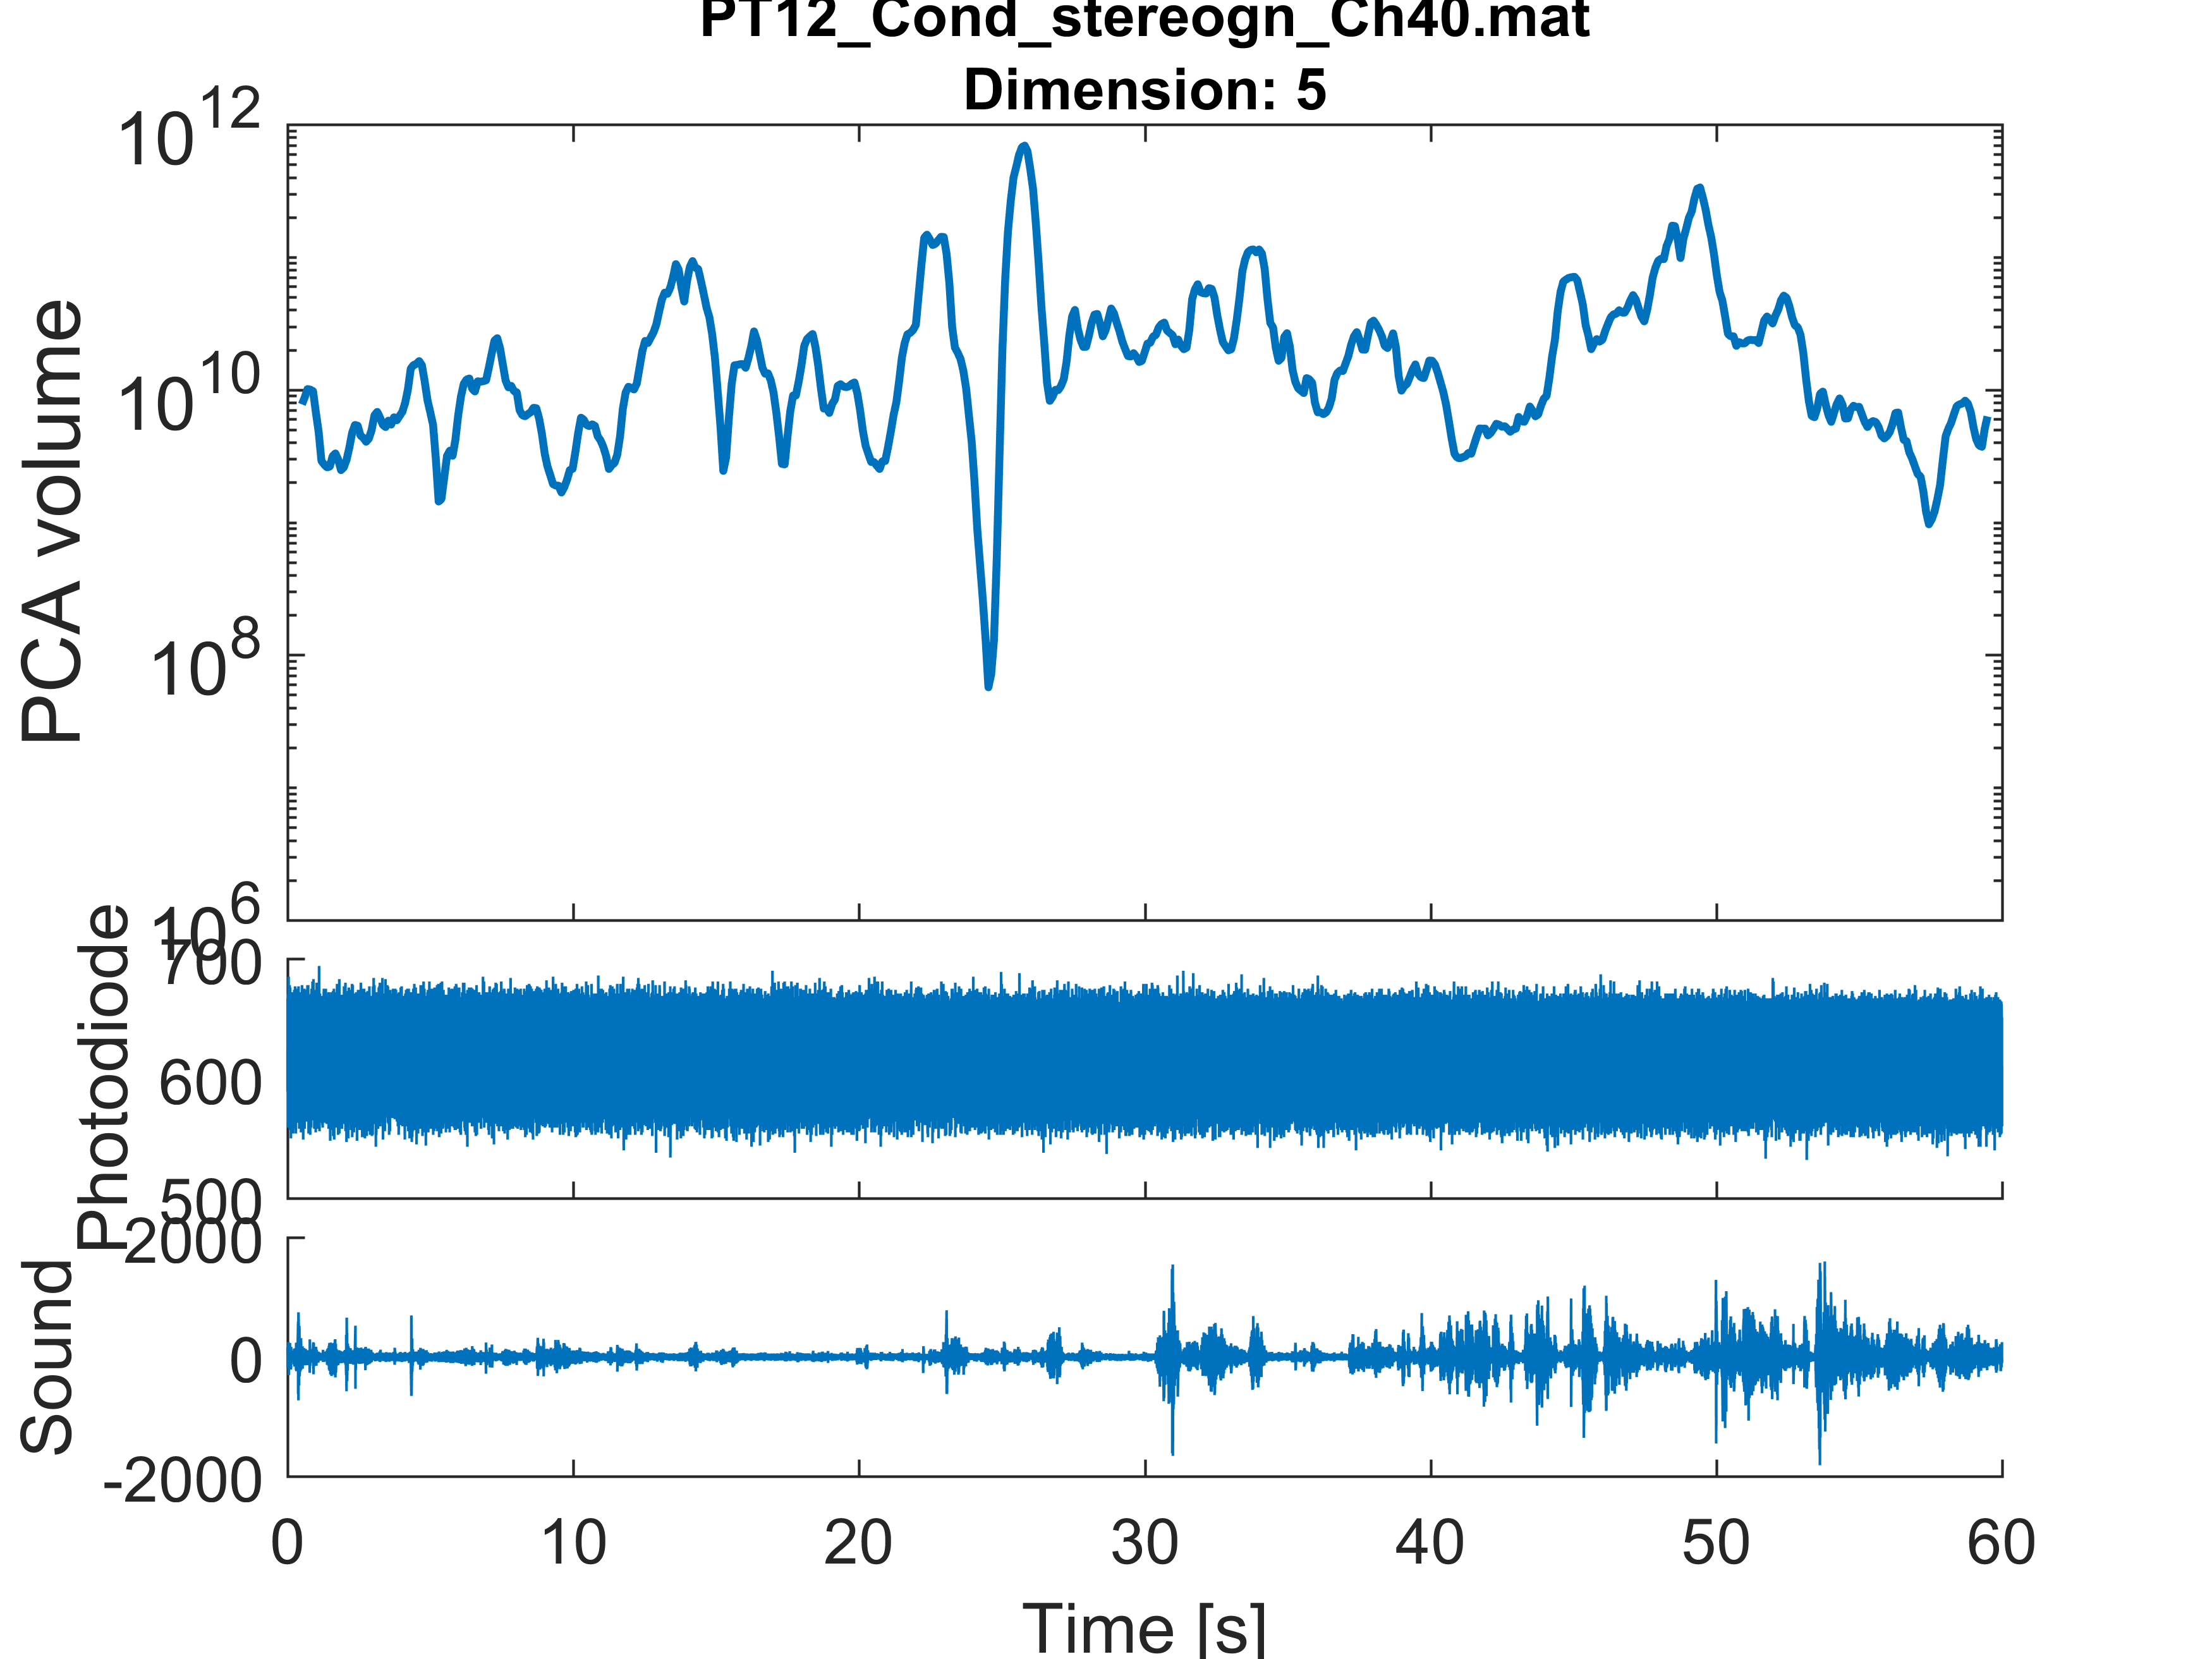 PT12_Cond_stereogn_Ch40.mat
Dimension: 5
PCA volume
10^12
10^10
10^8
10^6
Photodiode
700
600
500
Sound
2000
0
-2000
0 10 20 30 40 50 60
Time [s]